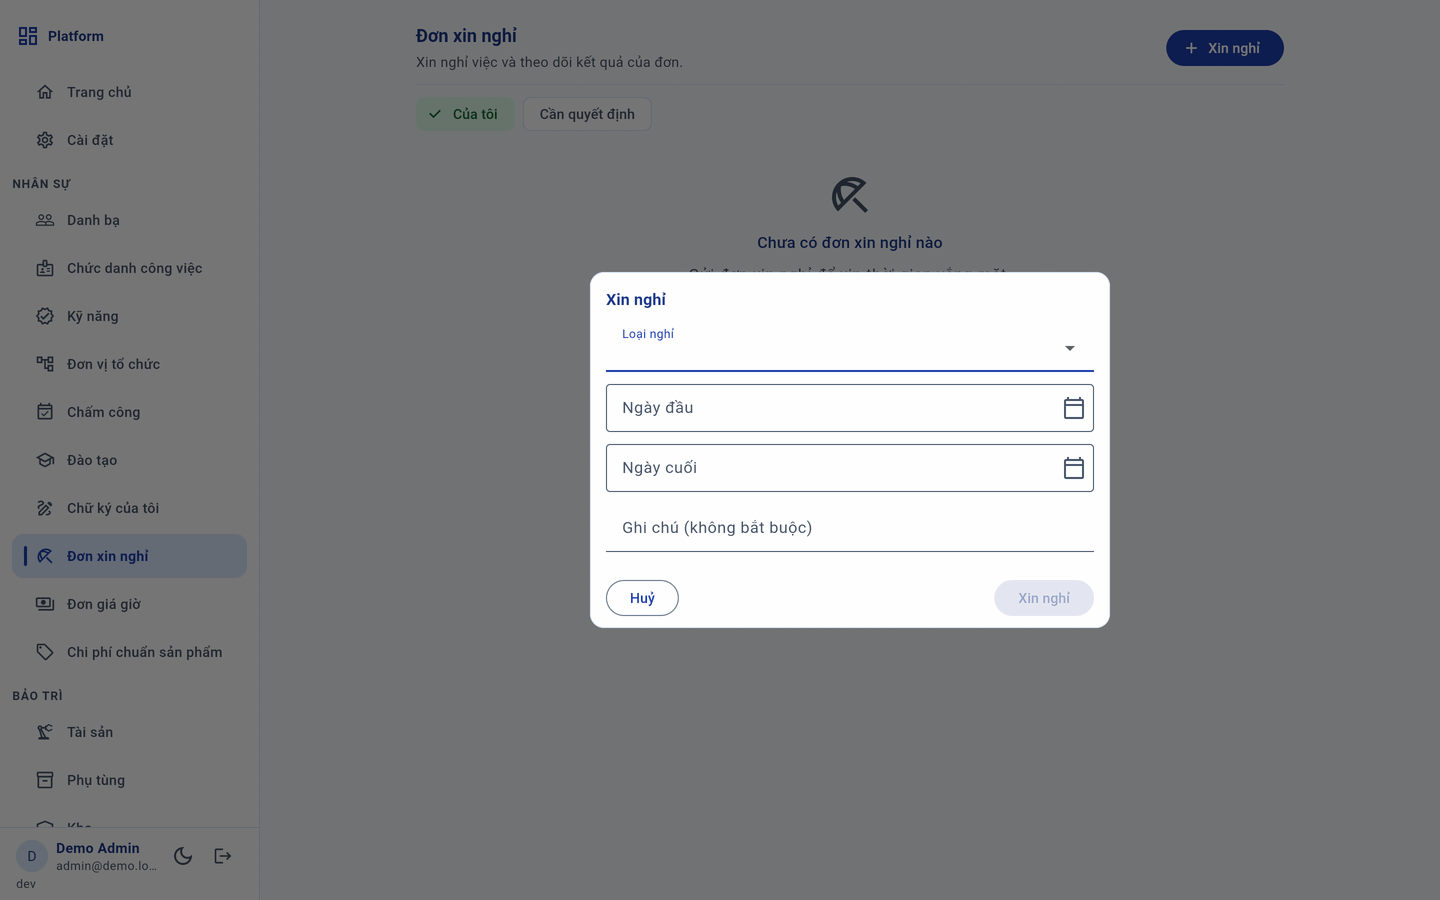 Platform
Trang chủ
Cài đặt
NHÂN SỰ
Danh bạ
Chức danh công việc
Kỹ năng
Đơn vị tổ chức
Chấm công
Đào tạo
Chữ ký của tôi
Đơn xin nghỉ
Đơn giá giờ
Chi phí chuẩn sản phẩm
BẢO TRÌ
Tài sản
Phụ tùng
Demo Admin
D
admin@demo.lo...
dev
Đơn xin nghỉ
Xin nghỉ việc và theo dõi kết quả của đơn.
Xin nghỉ
Của tôi
Cần quyết định
Chưa có đơn xin nghỉ nào
Xin nghỉ
Loại nghỉ
Ngày đầu
Ngày cuối
Ghi chú (không bắt buộc)
Huỷ
Xin nghỉ